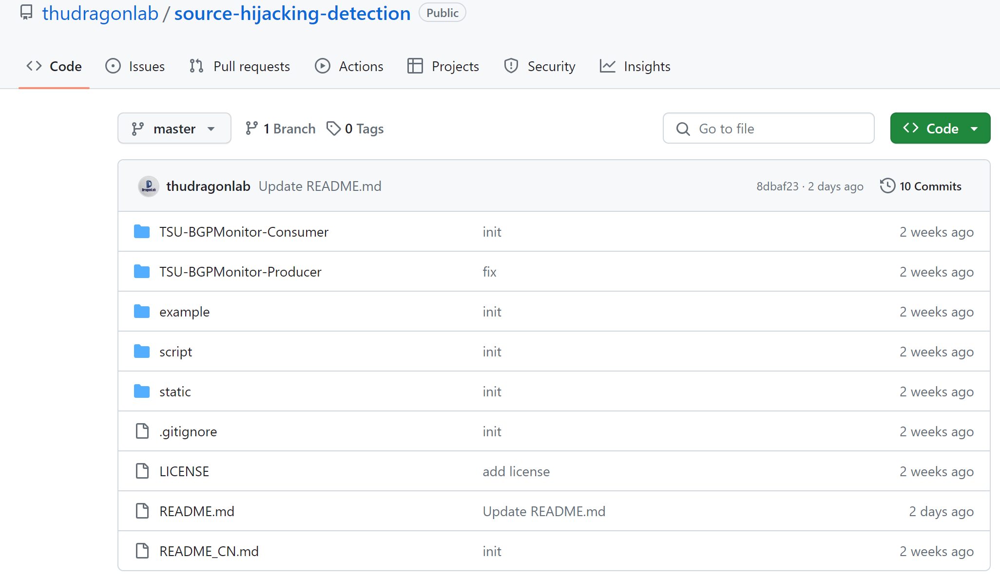 thudragonlab / source-hijacking-detection Public
Code Issues Pull requests Actions Projects Security Insights
master 1 Branch 0 Tags Go to file Code
DragonLab
thudragonlab Update README.md 8dbaf23 · 2 days ago 10 Commits
TSU-BGPMonitor-Consumer init 2 weeks ago
TSU-BGPMonitor-Producer fix 2 weeks ago
example init 2 weeks ago
script init 2 weeks ago
static init 2 weeks ago
.gitignore init 2 weeks ago
LICENSE add license 2 weeks ago
README.md Update README.md 2 days ago
README_CN.md init 2 weeks ago